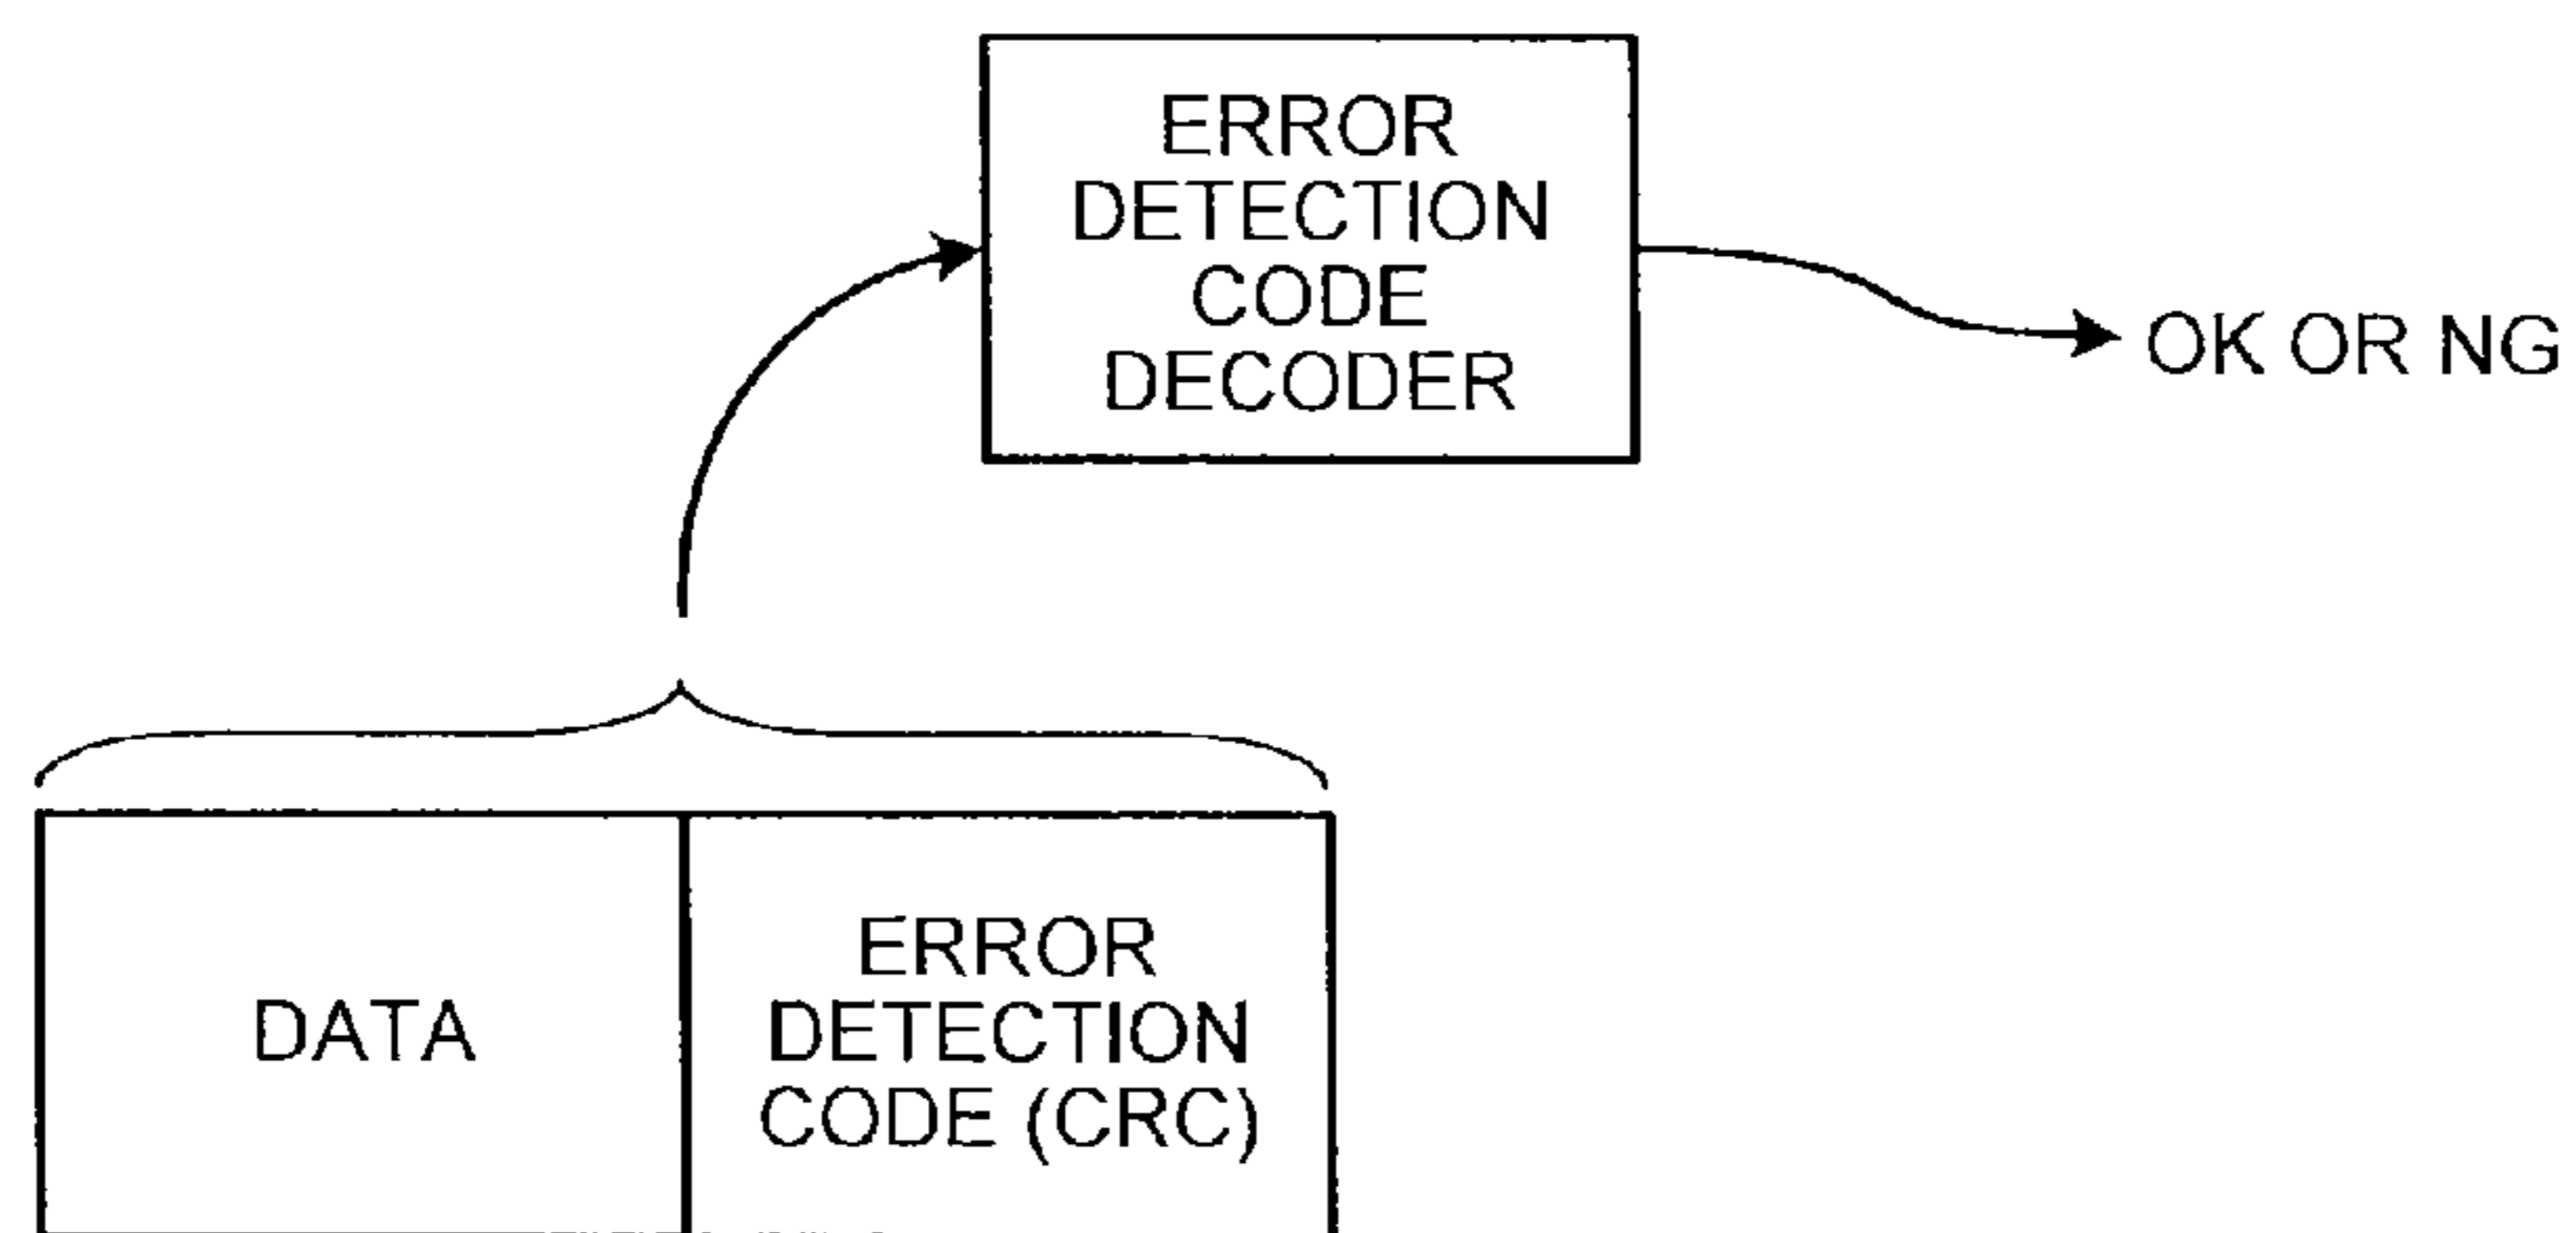 ERROR
DETECTION
CODE
DECODER
OK OR NG
DATA
ERROR
DETECTION
CODE (CRC)